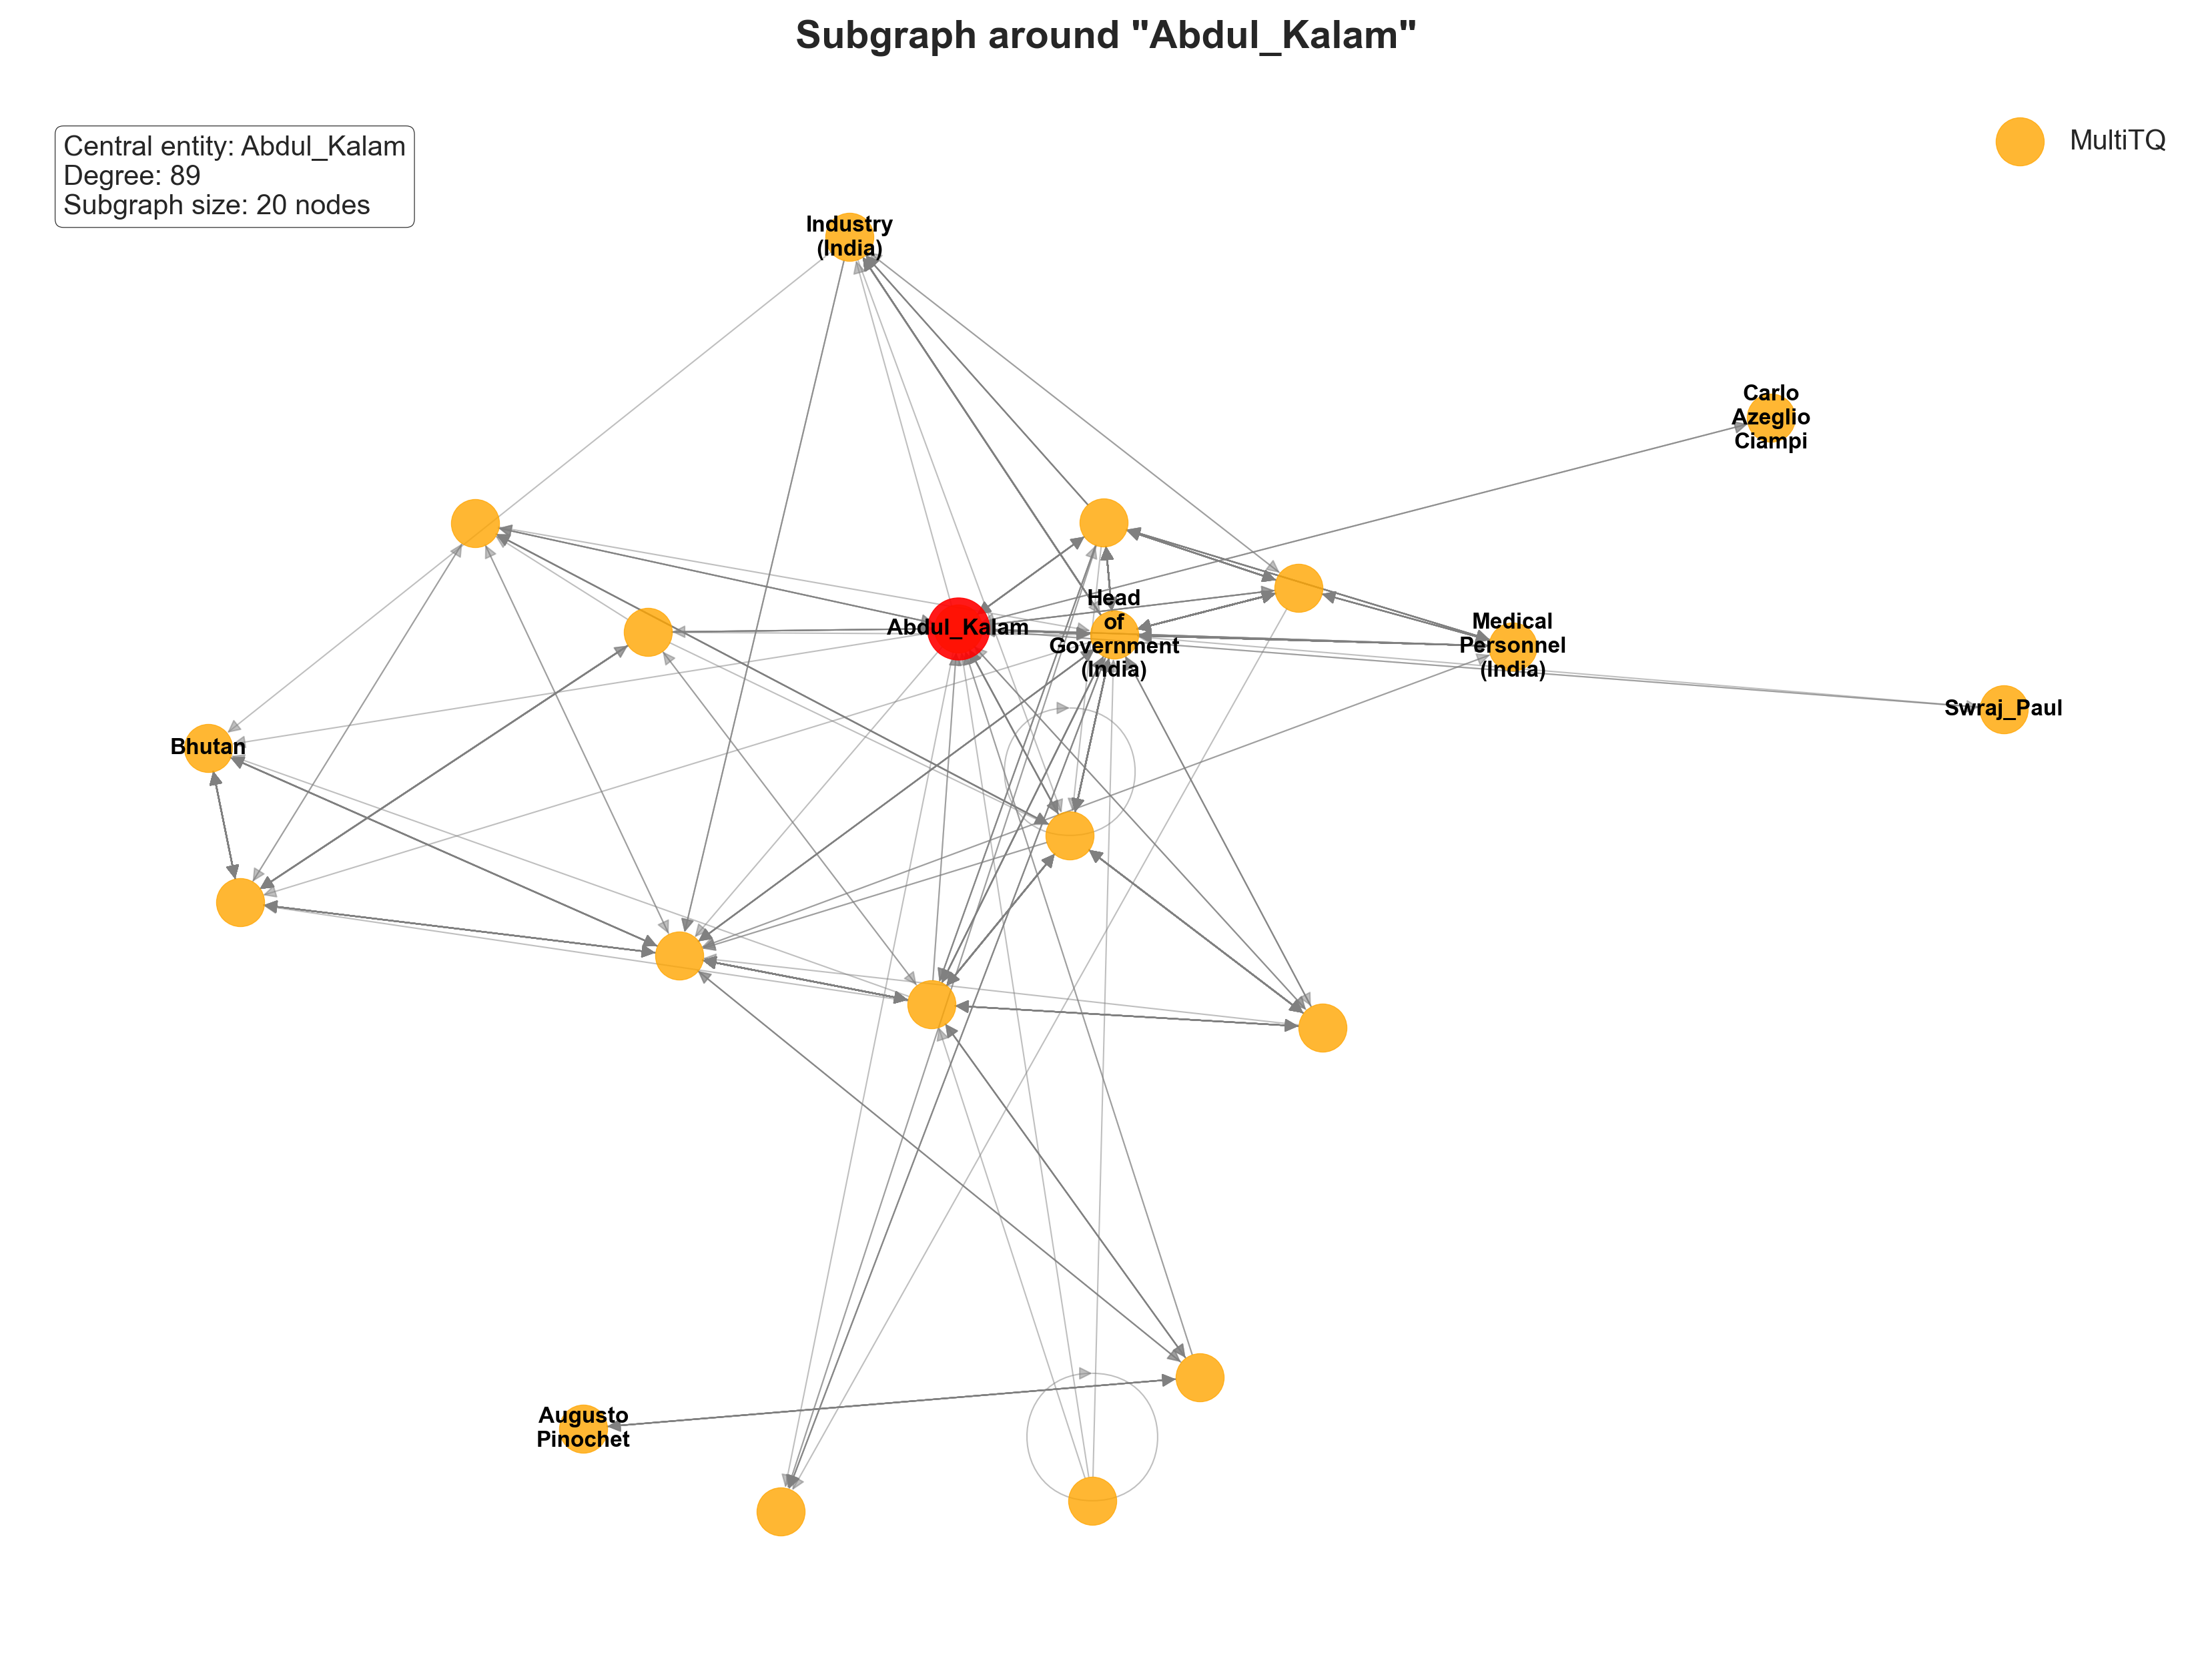 Subgraph around "Abdul_Kalam"
Central entity: Abdul_Kalam
Degree: 89
Subgraph size: 20 nodes
MultiTQ
Industry
(India)
Carlo
Azeglio
Ciampi
Abdul_Kalam
Head
of
Government
(India)
Medical
Personnel
(India)
Swraj_Paul
Bhutan
Augusto
Pinochet